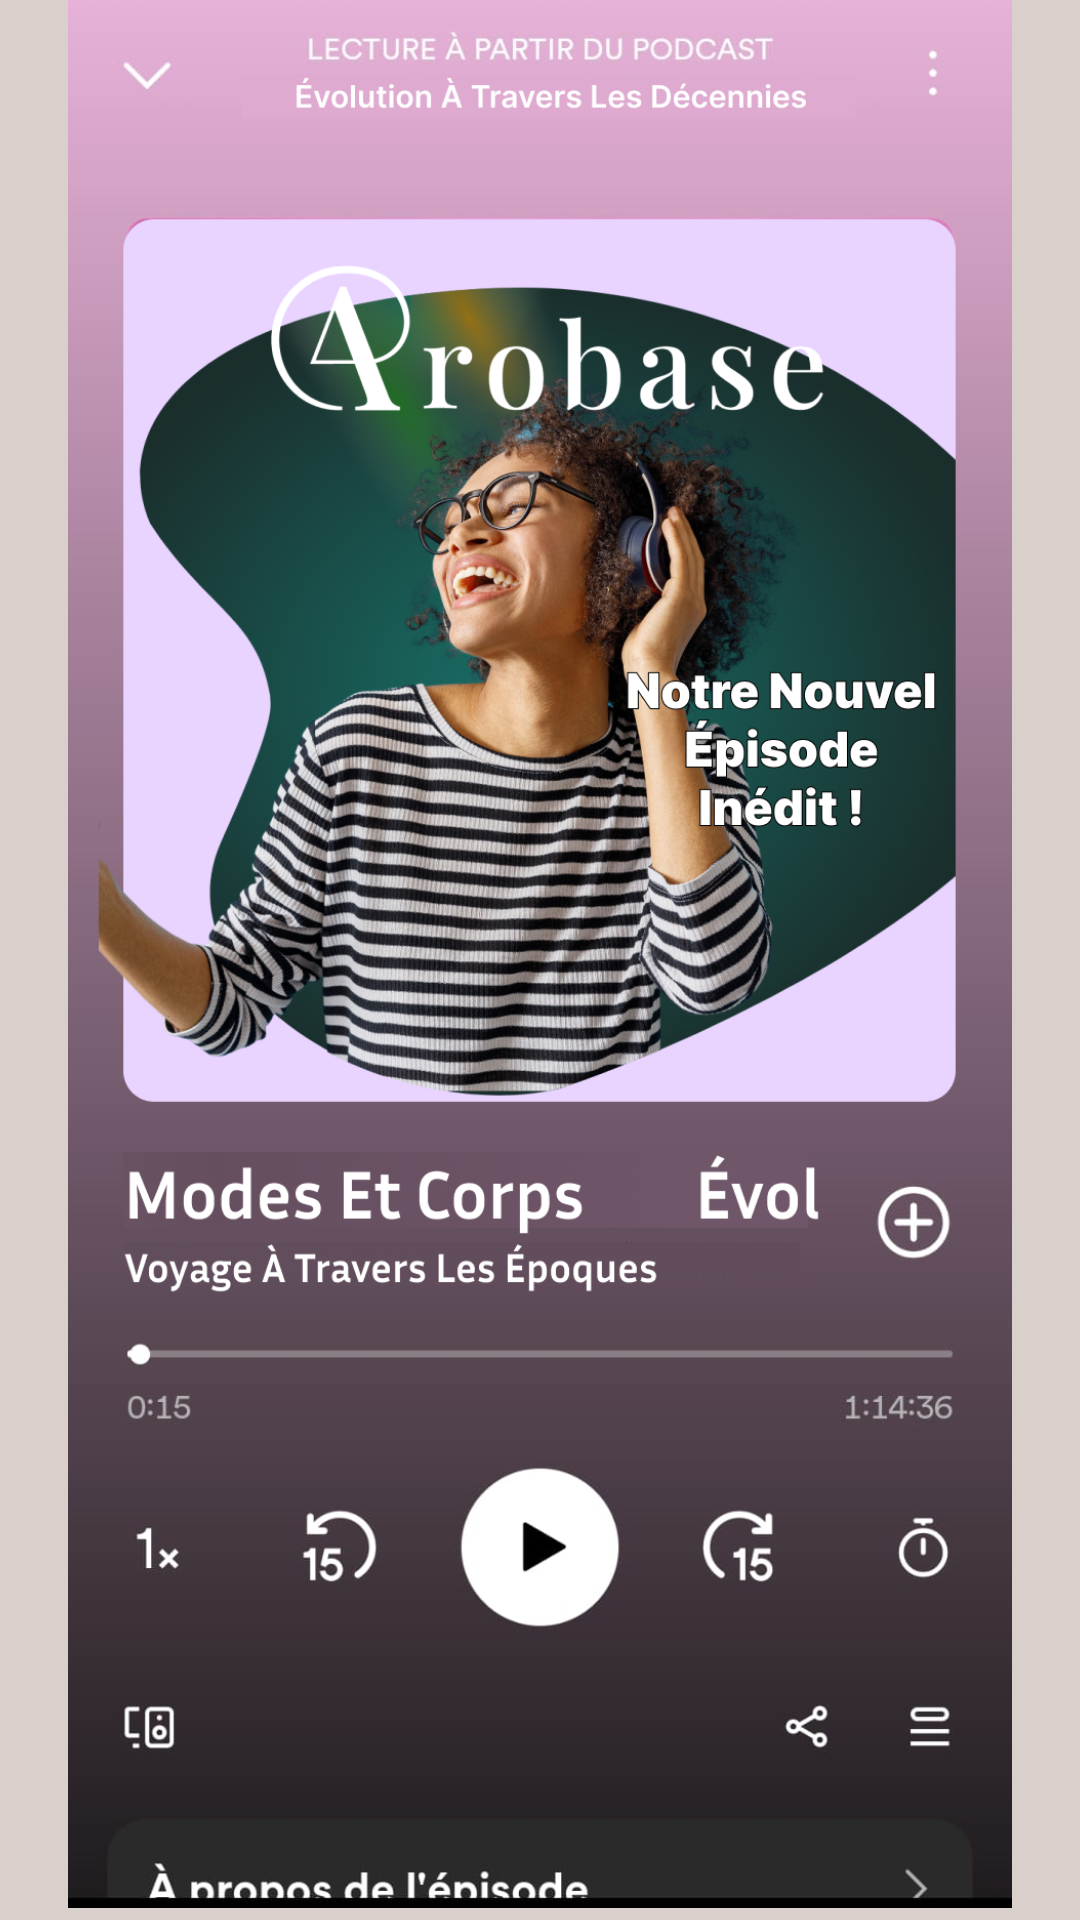 LECTURE À PARTIR DU PODCAST
Évolution À Travers Les Décennies
Arobase
Notre Nouvel
Épisode
Inédit !
Modes Et Corps Évol
Voyage À Travers Les Époques
0:15 1:14:36
1x 15 15
À propos de l'épisode